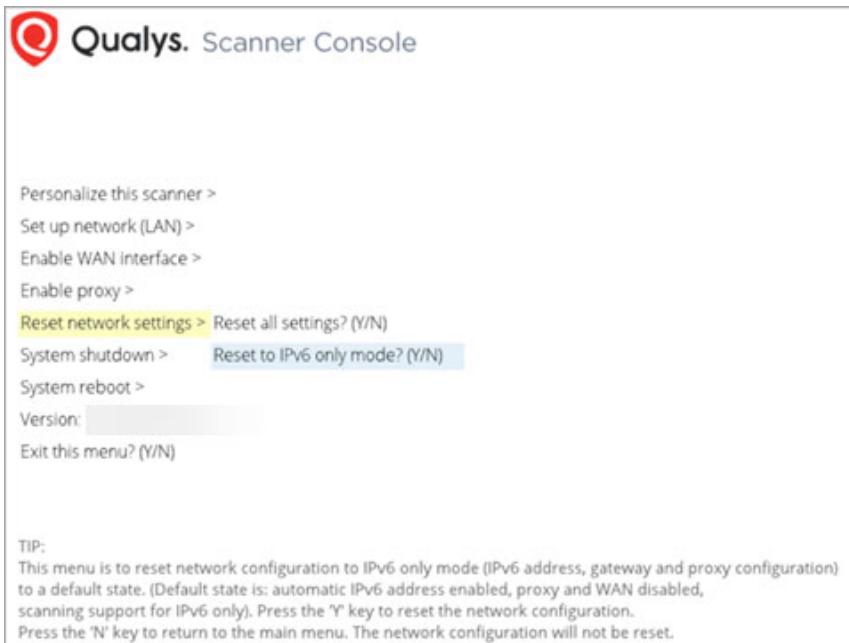 Qualys. Scanner Console
Personalize this scanner >
Set up network (LAN) >
Enable WAN interface >
Enable proxy >
Reset network settings > Reset all settings? (Y/N)
System shutdown > Reset to IPv6 only mode? (Y/N)
System reboot >
Version:
Exit this menu? (Y/N)
TIP:
This menu is to reset network configuration to IPv6 only mode (IPv6 address, gateway and proxy configuration)
to a default state. (Default state is: automatic IPv6 address enabled, proxy and WAN disabled,
scanning support for IPv6 only). Press the 'Y' key to reset the network configuration.
Press the 'N' key to return to the main menu. The network configuration will not be reset.